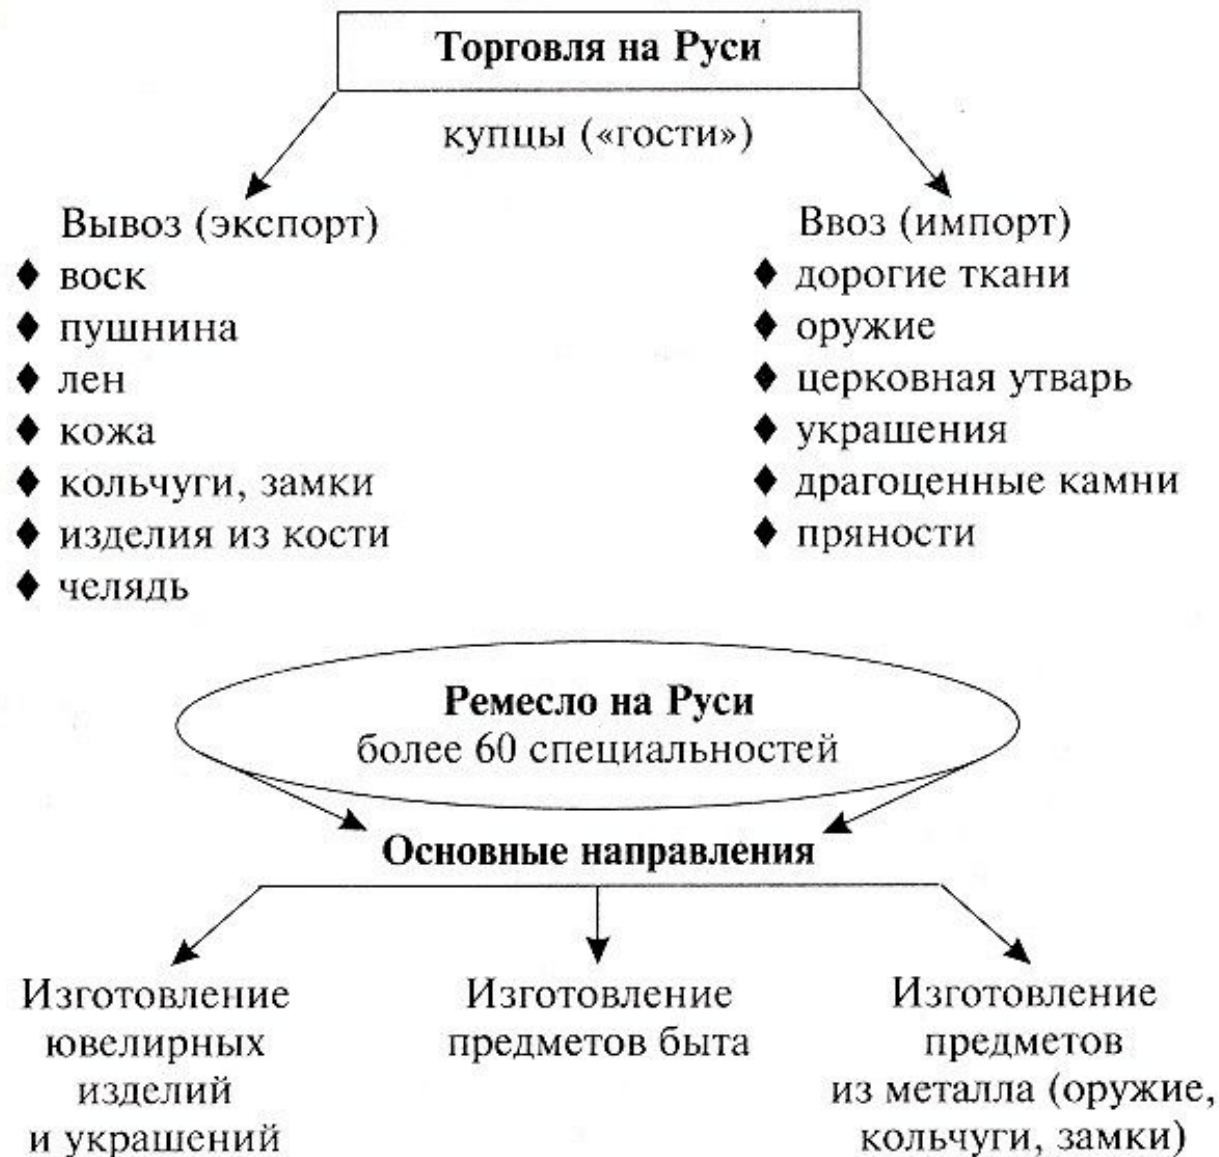 Торговля на Руси
купцы («гости»)
Вывоз (экспорт)
♦ воск
♦ пушнина
♦ лен
♦ кожа
♦ кольчуги, замки
♦ изделия из кости
♦ челядь
Ввоз (импорт)
♦ дорогие ткани
♦ оружие
♦ церковная утварь
♦ украшения
♦ драгоценные камни
♦ пряности
Ремесло на Руси
более 60 специальностей
Основные направления
Изготовление
ювелирных
изделий
и украшений
Изготовление
предметов быта
Изготовление
предметов
из металла (оружие,
кольчуги, замки)